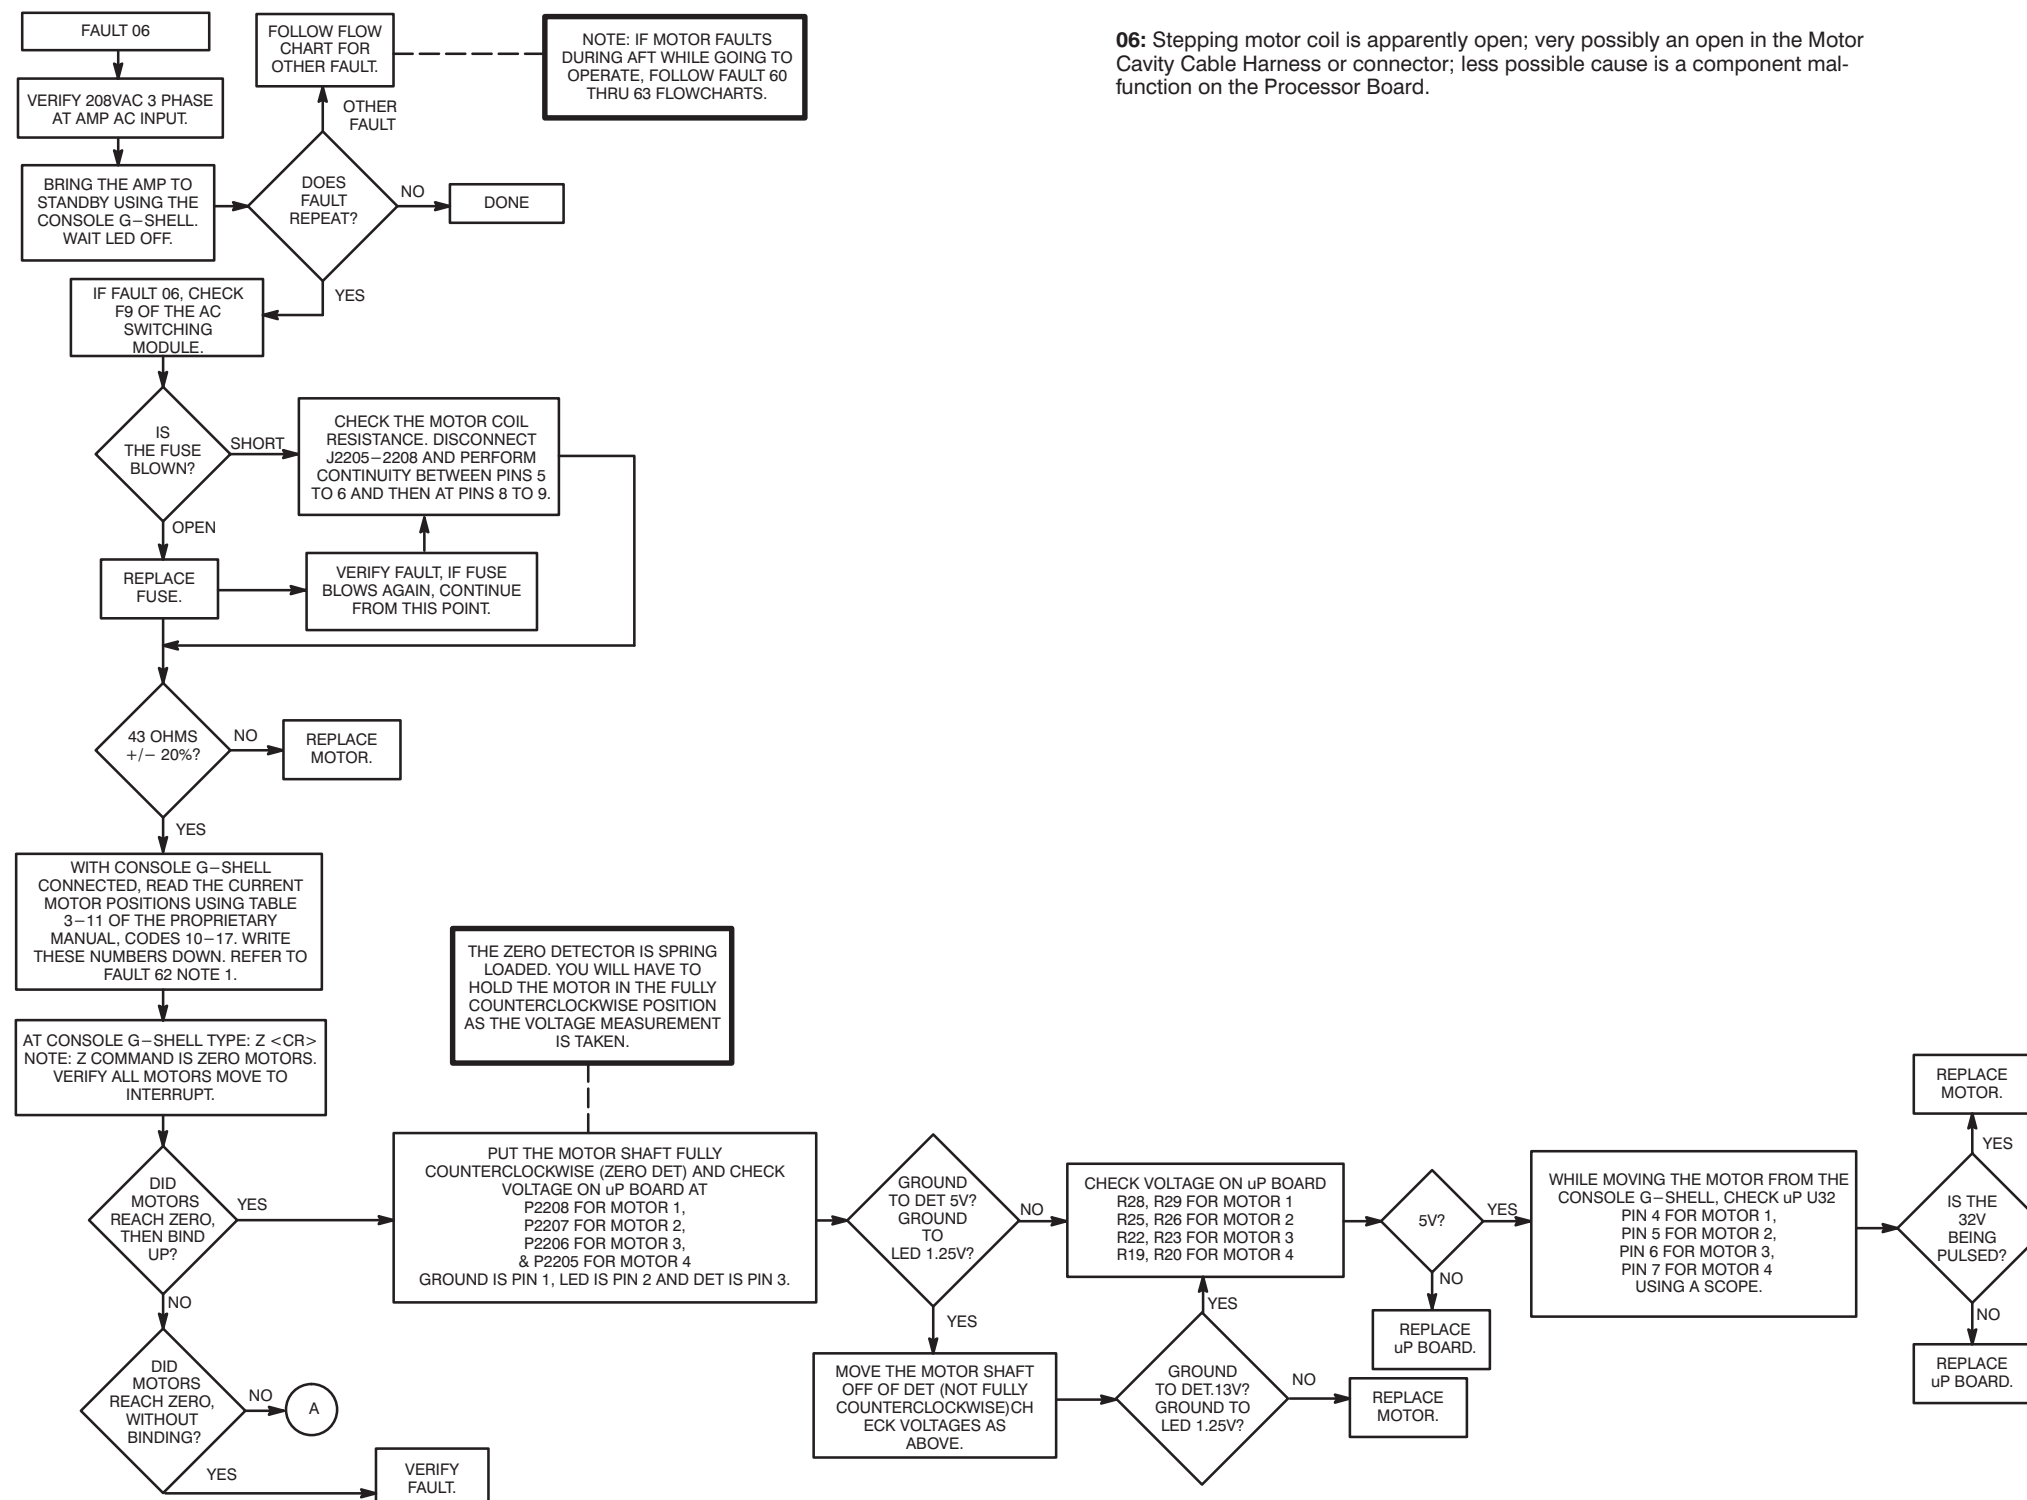 FAULT 06
VERIFY 208VAC 3 PHASE
AT AMP AC INPUT.
BRING THE AMP TO
STANDBY USING THE
CONSOLE G–SHELL.
WAIT LED OFF.
FOLLOW FLOW
CHART FOR
OTHER FAULT.
NOTE: IF MOTOR FAULTS
DURING AFT WHILE GOING TO
OPERATE, FOLLOW FAULT 60
THRU 63 FLOWCHARTS.
06: Stepping motor coil is apparently open; very possibly an open in the Motor
Cavity Cable Harness or connector; less possible cause is a component mal-
function on the Processor Board.
OTHER
FAULT
DOES
FAULT
REPEAT?
NO
DONE
YES
IF FAULT 06, CHECK
F9 OF THE AC
SWITCHING
MODULE.
IS
THE FUSE
BLOWN?
SHORT
CHECK THE MOTOR COIL
RESISTANCE. DISCONNECT
J2205–2208 AND PERFORM
CONTINUITY BETWEEN PINS 5
TO 6 AND THEN AT PINS 8 TO 9.
OPEN
REPLACE
FUSE.
VERIFY FAULT, IF FUSE
BLOWS AGAIN, CONTINUE
FROM THIS POINT.
43 OHMS
+/– 20%?
NO
REPLACE
MOTOR.
YES
WITH CONSOLE G–SHELL
CONNECTED, READ THE CURRENT
MOTOR POSITIONS USING TABLE
3–11 OF THE PROPRIETARY
MANUAL, CODES 10–17. WRITE
THESE NUMBERS DOWN. REFER TO
FAULT 62 NOTE 1.
AT CONSOLE G–SHELL TYPE: Z <CR>
NOTE: Z COMMAND IS ZERO MOTORS.
VERIFY ALL MOTORS MOVE TO
INTERRUPT.
THE ZERO DETECTOR IS SPRING
LOADED. YOU WILL HAVE TO
HOLD THE MOTOR IN THE FULLY
COUNTERCLOCKWISE POSITION
AS THE VOLTAGE MEASUREMENT
IS TAKEN.
DID
MOTORS
REACH ZERO,
THEN BIND
UP?
YES
PUT THE MOTOR SHAFT FULLY
COUNTERCLOCKWISE (ZERO DET) AND CHECK
VOLTAGE ON uP BOARD AT
P2208 FOR MOTOR 1,
P2207 FOR MOTOR 2,
P2206 FOR MOTOR 3,
& P2205 FOR MOTOR 4
GROUND IS PIN 1, LED IS PIN 2 AND DET IS PIN 3.
GROUND
TO DET 5V?
GROUND
TO
LED 1.25V?
NO
CHECK VOLTAGE ON uP BOARD
R28, R29 FOR MOTOR 1
R25, R26 FOR MOTOR 2
R22, R23 FOR MOTOR 3
R19, R20 FOR MOTOR 4
5V?
YES
WHILE MOVING THE MOTOR FROM THE
CONSOLE G–SHELL, CHECK uP U32
PIN 4 FOR MOTOR 1,
PIN 5 FOR MOTOR 2,
PIN 6 FOR MOTOR 3,
PIN 7 FOR MOTOR 4
USING A SCOPE.
REPLACE
MOTOR.
YES
IS THE
32V
BEING
PULSED?
NO
REPLACE
uP BOARD.
NO
REPLACE
uP BOARD.
NO
DID
MOTORS
REACH ZERO,
WITHOUT
BINDING?
NO
A
YES
VERIFY
FAULT.
YES
MOVE THE MOTOR SHAFT
OFF OF DET (NOT FULLY
COUNTERCLOCKWISE)CH
ECK VOLTAGES AS
ABOVE.
YES
GROUND
TO DET.13V?
GROUND TO
LED 1.25V?
NO
REPLACE
MOTOR.